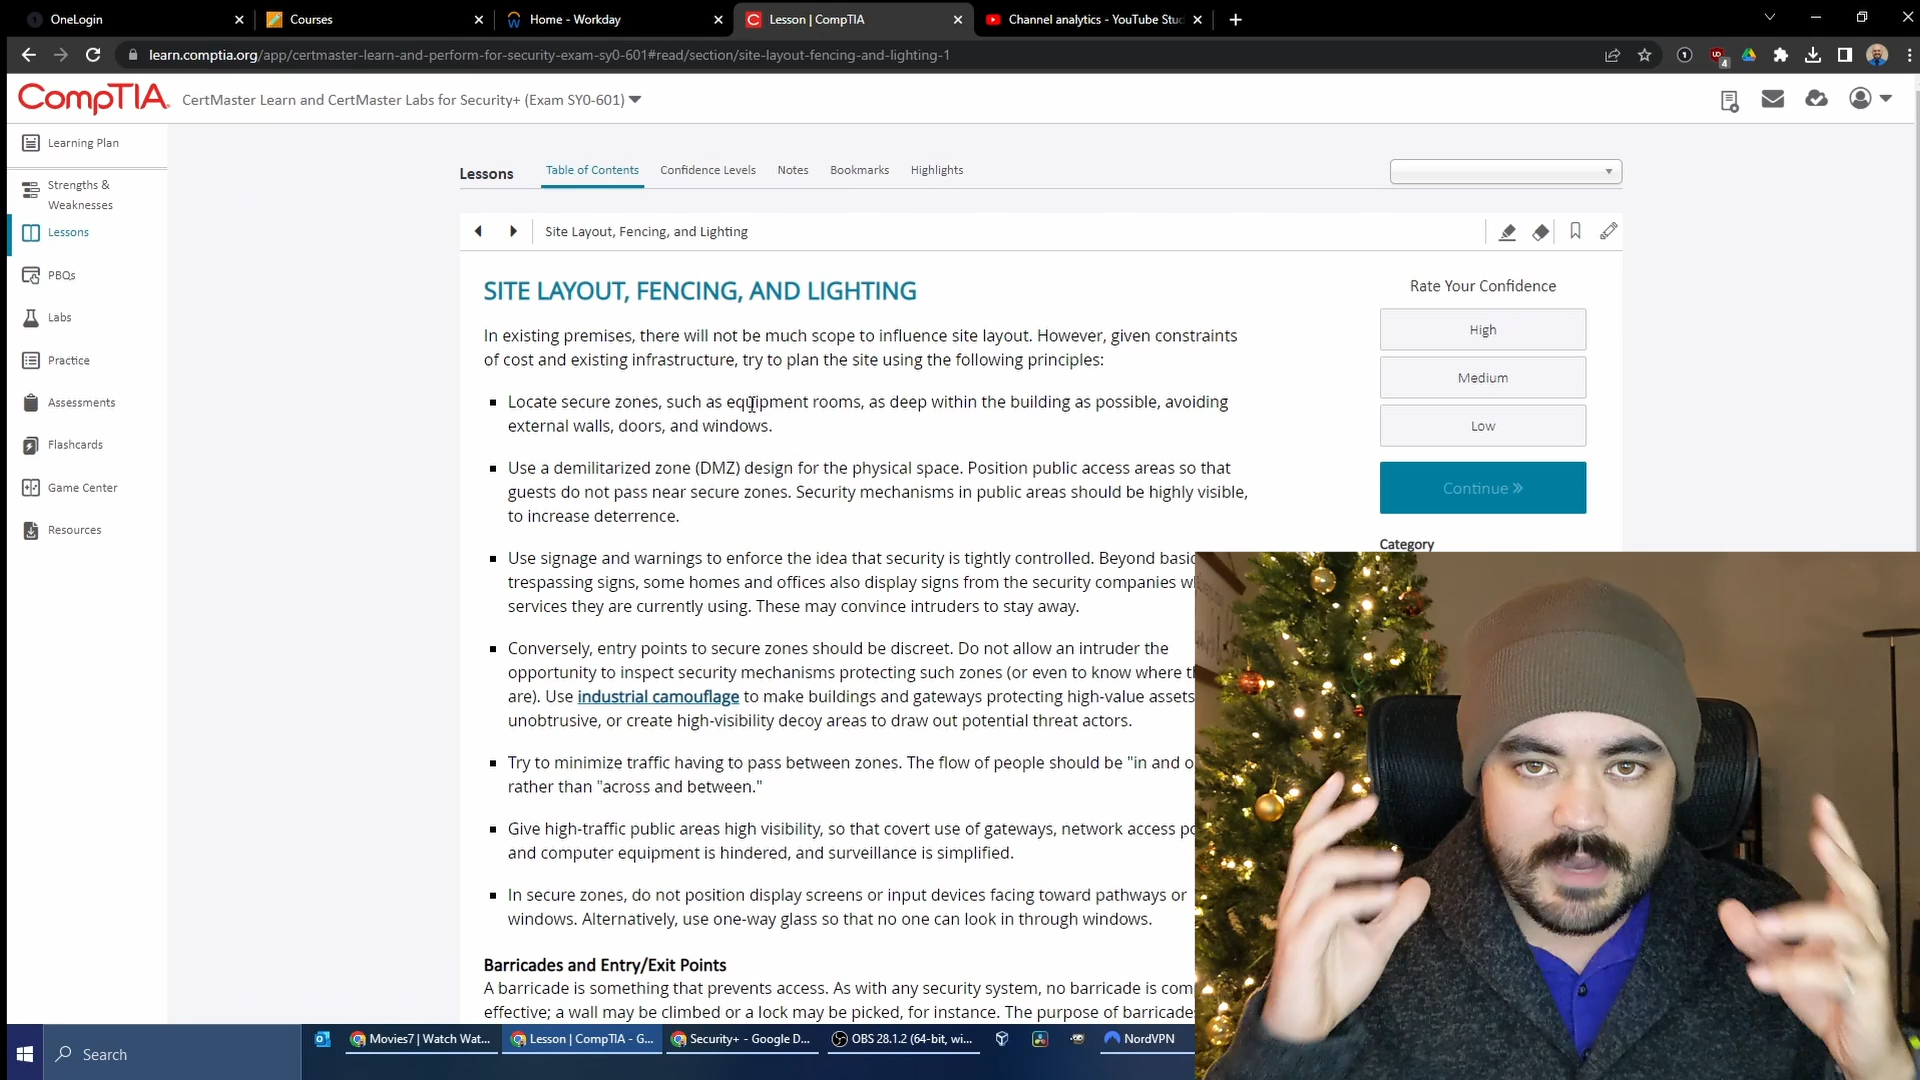 OneLogin
Courses
Home - Workday
Lesson | CompTIA
Channel analytics - YouTube Stu
learn.comptia.org/app/certmaster-learn-and-perform-for-security-exam-sy0-601#read/section/site-layout-fencing-and-lighting-1
4
CompTIA. CertMaster Learn and CertMaster Labs for Security+ (Exam SY0-601)
Learning Plan
Strengths &
Weaknesses
Lessons
PBQs
Labs
Practice
Assessments
Flashcards
Game Center
Resources
Lessons Table of Contents Confidence Levels Notes Bookmarks Highlights
Site Layout, Fencing, and Lighting
SITE LAYOUT, FENCING, AND LIGHTING
In existing premises, there will not be much scope to influence site layout. However, given constraints
of cost and existing infrastructure, try to plan the site using the following principles:
Locate secure zones, such as equipment rooms, as deep within the building as possible, avoiding
external walls, doors, and windows.
Use a demilitarized zone (DMZ) design for the physical space. Position public access areas so that
guests do not pass near secure zones. Security mechanisms in public areas should be highly visible,
to increase deterrence.
Use signage and warnings to enforce the idea that security is tightly controlled. Beyond basic
trespassing signs, some homes and offices also display signs from the security companies w
services they are currently using. These may convince intruders to stay away.
Conversely, entry points to secure zones should be discreet. Do not allow an intruder the
opportunity to inspect security mechanisms protecting such zones (or even to know where th
are). Use industrial camouflage to make buildings and gateways protecting high-value assets
unobtrusive, or create high-visibility decoy areas to draw out potential threat actors.
Try to minimize traffic having to pass between zones. The flow of people should be "in and o
rather than "across and between."
Give high-traffic public areas high visibility, so that covert use of gateways, network access po
and computer equipment is hindered, and surveillance is simplified.
In secure zones, do not position display screens or input devices facing toward pathways or
windows. Alternatively, use one-way glass so that no one can look in through windows.
Barricades and Entry/Exit Points
A barricade is something that prevents access. As with any security system, no barricade is com
effective; a wall may be climbed or a lock may be picked, for instance. The purpose of barricades
Rate Your Confidence
High
Medium
Low
Continue »
Category
Search
Movies7 | Watch Wat...
Lesson | CompTIA - G...
Security+ - Google D...
OBS 28.1.2 (64-bit, wi...
NordVPN